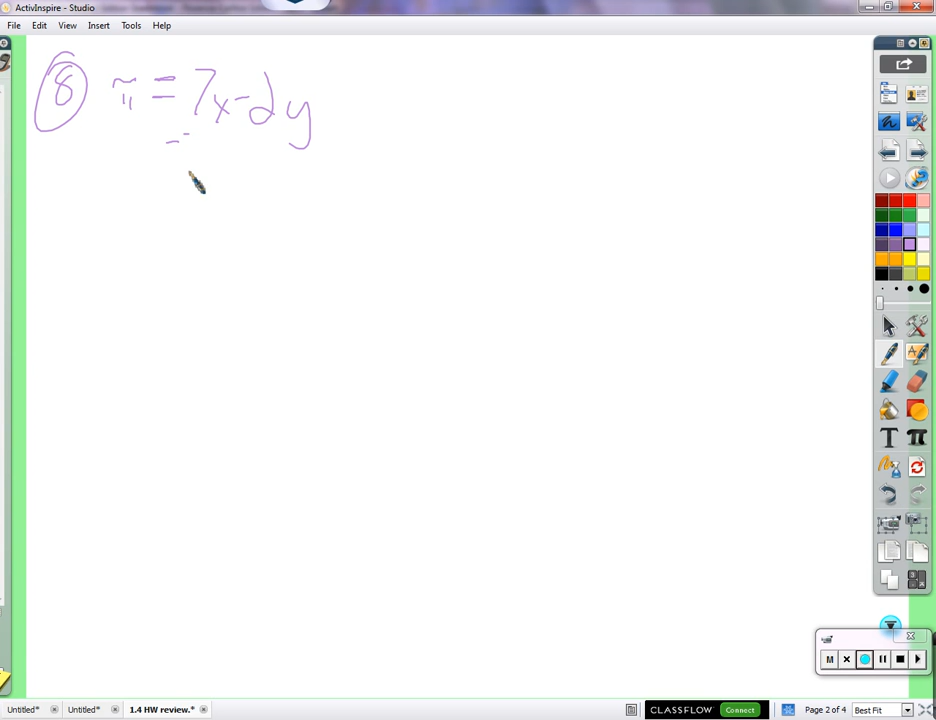 ActivInspire - Studio
File Edit View Insert Tools Help
⑧ π = 7x-2y
=
T π
M
Untitled* Untitled* 1.4 HW review.* CLASSFLOW Connect Page 2 of 4 Best Fit